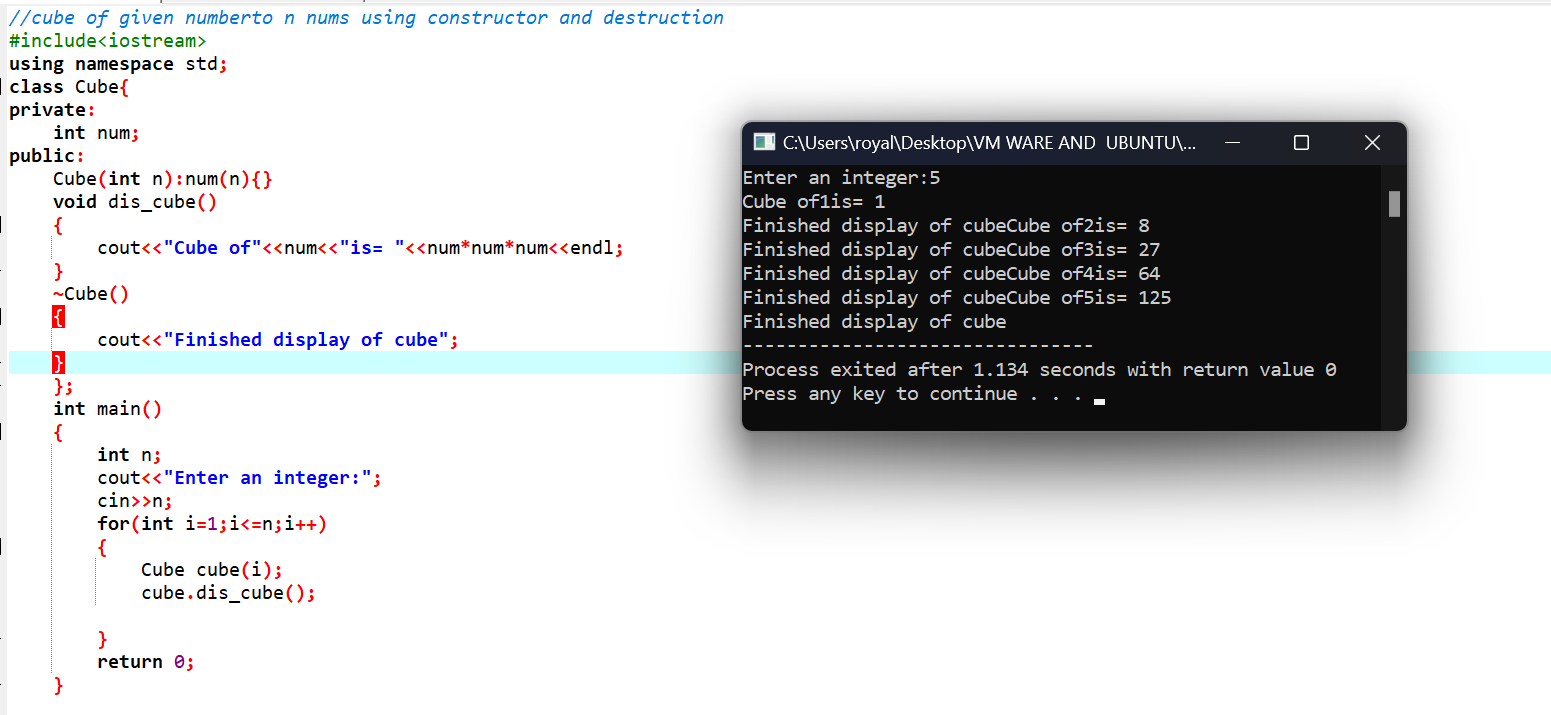 //cube of given numberto n nums using constructor and destruction
#include<iostream>
using namespace std;
class Cube{
private:
    int num;
public:
    Cube(int n):num(n){}
    void dis_cube()
    {
        cout<<"Cube of"<<num<<"is= "<<num*num*num<<endl;
    }
    ~Cube()
    {
        cout<<"Finished display of cube";
    }
    };
    int main()
    {
        int n;
        cout<<"Enter an integer:";
        cin>>n;
        for(int i=1;i<=n;i++)
        {
            Cube cube(i);
            cube.dis_cube();
        }
        return 0;
    }
C:\Users\royal\Desktop\VM WARE AND  UBUNTU\...
Enter an integer:5
Cube of1is= 1
Finished display of cubeCube of2is= 8
Finished display of cubeCube of3is= 27
Finished display of cubeCube of4is= 64
Finished display of cubeCube of5is= 125
Finished display of cube
--------------------------------
Process exited after 1.134 seconds with return value 0
Press any key to continue . . .